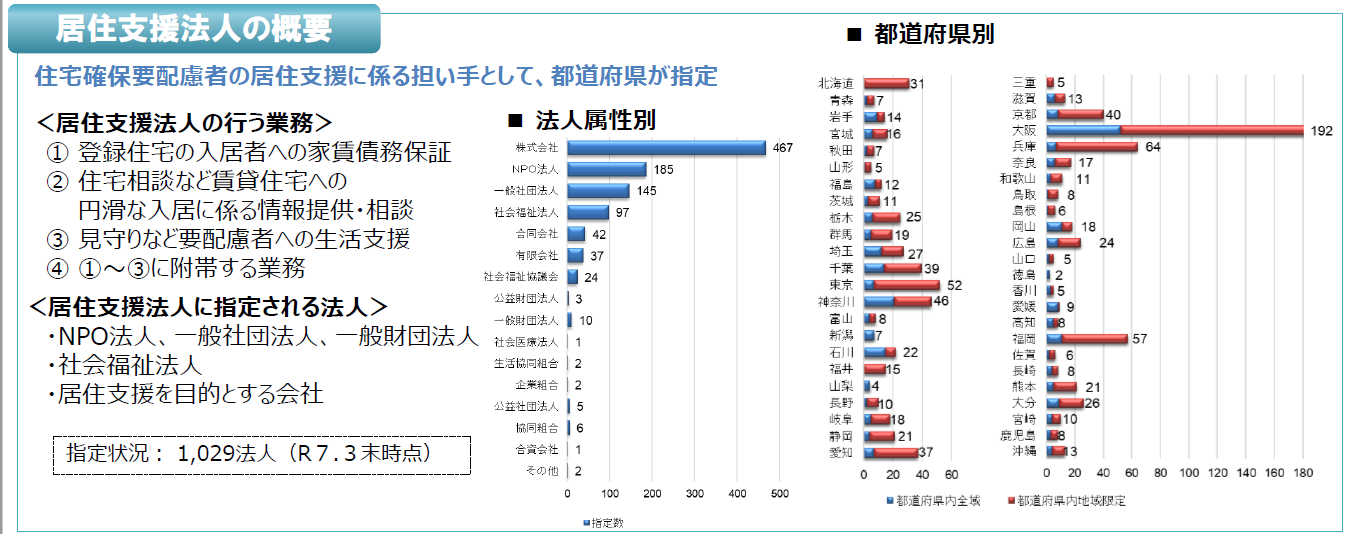 居住支援法人の概要
住宅確保要配慮者の居住支援に係る担い手として、都道府県が指定
＜居住支援法人の行う業務＞
① 登録住宅の入居者への家賃債務保証
② 住宅相談など賃貸住宅への
円滑な入居に係る情報提供・相談
③ 見守りなど要配慮者への生活支援
④ ①～③に附帯する業務
＜居住支援法人に指定される法人＞
・NPO法人、一般社団法人、一般財団法人
・社会福祉法人
・居住支援を目的とする会社
指定状況： 1,029法人（R７.３末時点）
■ 法人属性別
株式会社 467
NPO法人 185
一般社団法人 145
社会福祉法人 97
合同会社 42
有限会社 37
社会福祉協議会 24
公益財団法人 3
一般財団法人 10
社会医療法人 1
生活協同組合 2
企業組合 2
公益社団法人 5
協同組合 6
合資会社 1
その他 2
0 100 200 300 400 500
指定数
■ 都道府県別
北海道 31
青森 7
岩手 14
宮城 16
秋田 7
山形 5
福島 12
茨城 11
栃木 25
群馬 19
埼玉 27
千葉 39
東京 52
神奈川 46
富山 8
新潟 7
石川 22
福井 15
山梨 4
長野 10
岐阜 18
静岡 21
愛知 37
0 20 40 60
三重 5
滋賀 13
京都 40
大阪 192
兵庫 64
奈良 17
和歌山 11
鳥取 8
島根 6
岡山 18
広島 24
山口 5
徳島 2
香川 5
愛媛 9
高知 8
福岡 57
佐賀 6
長崎 8
熊本 21
大分 26
宮崎 10
鹿児島 8
沖縄 13
0 20 40 60 80 100 120 140 160 180
都道府県内全域 都道府県内地域限定